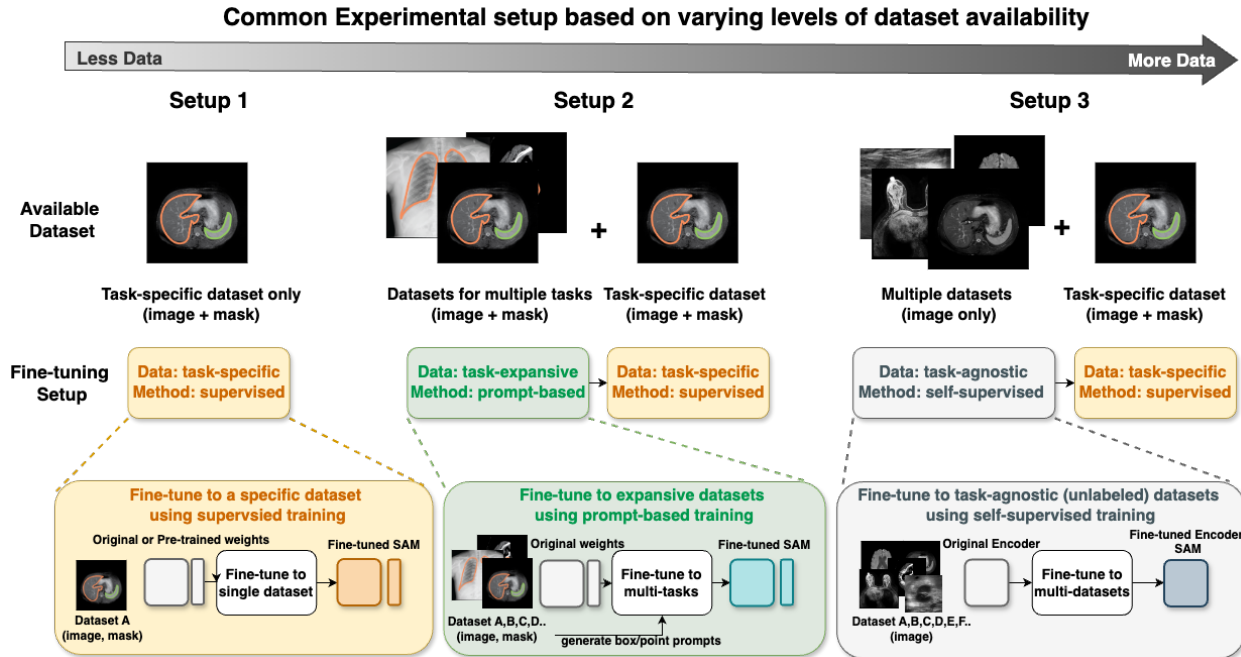 Common Experimental setup based on varying levels of dataset availability
Less Data
More Data
Setup 1
Setup 2
Setup 3
Available
Dataset
+
+
Task-specific dataset only
(image + mask)
Datasets for multiple tasks
(image + mask)
Task-specific dataset
(image + mask)
Multiple datasets
(image only)
Task-specific dataset
(image + mask)
Fine-tuning
Setup
Data: task-specific
Method: supervised
Data: task-expansive
Method: prompt-based
Data: task-specific
Method: supervised
Data: task-agnostic
Method: self-supervised
Data: task-specific
Method: supervised
Fine-tune to a specific dataset
using supervsied training
Original or Pre-trained weights
Fine-tuned SAM
Fine-tune to
single dataset
Dataset A
(image, mask)
Fine-tune to expansive datasets
using prompt-based training
Original weights
Fine-tuned SAM
Fine-tune to
multi-tasks
Dataset A,B,C,D..
(image, mask)
generate box/point prompts
Fine-tune to task-agnostic (unlabeled) datasets
using self-supervised training
Original Encoder
Fine-tuned Encoder
SAM
Fine-tune to
multi-datasets
Dataset A,B,C,D,E,F..
(image)